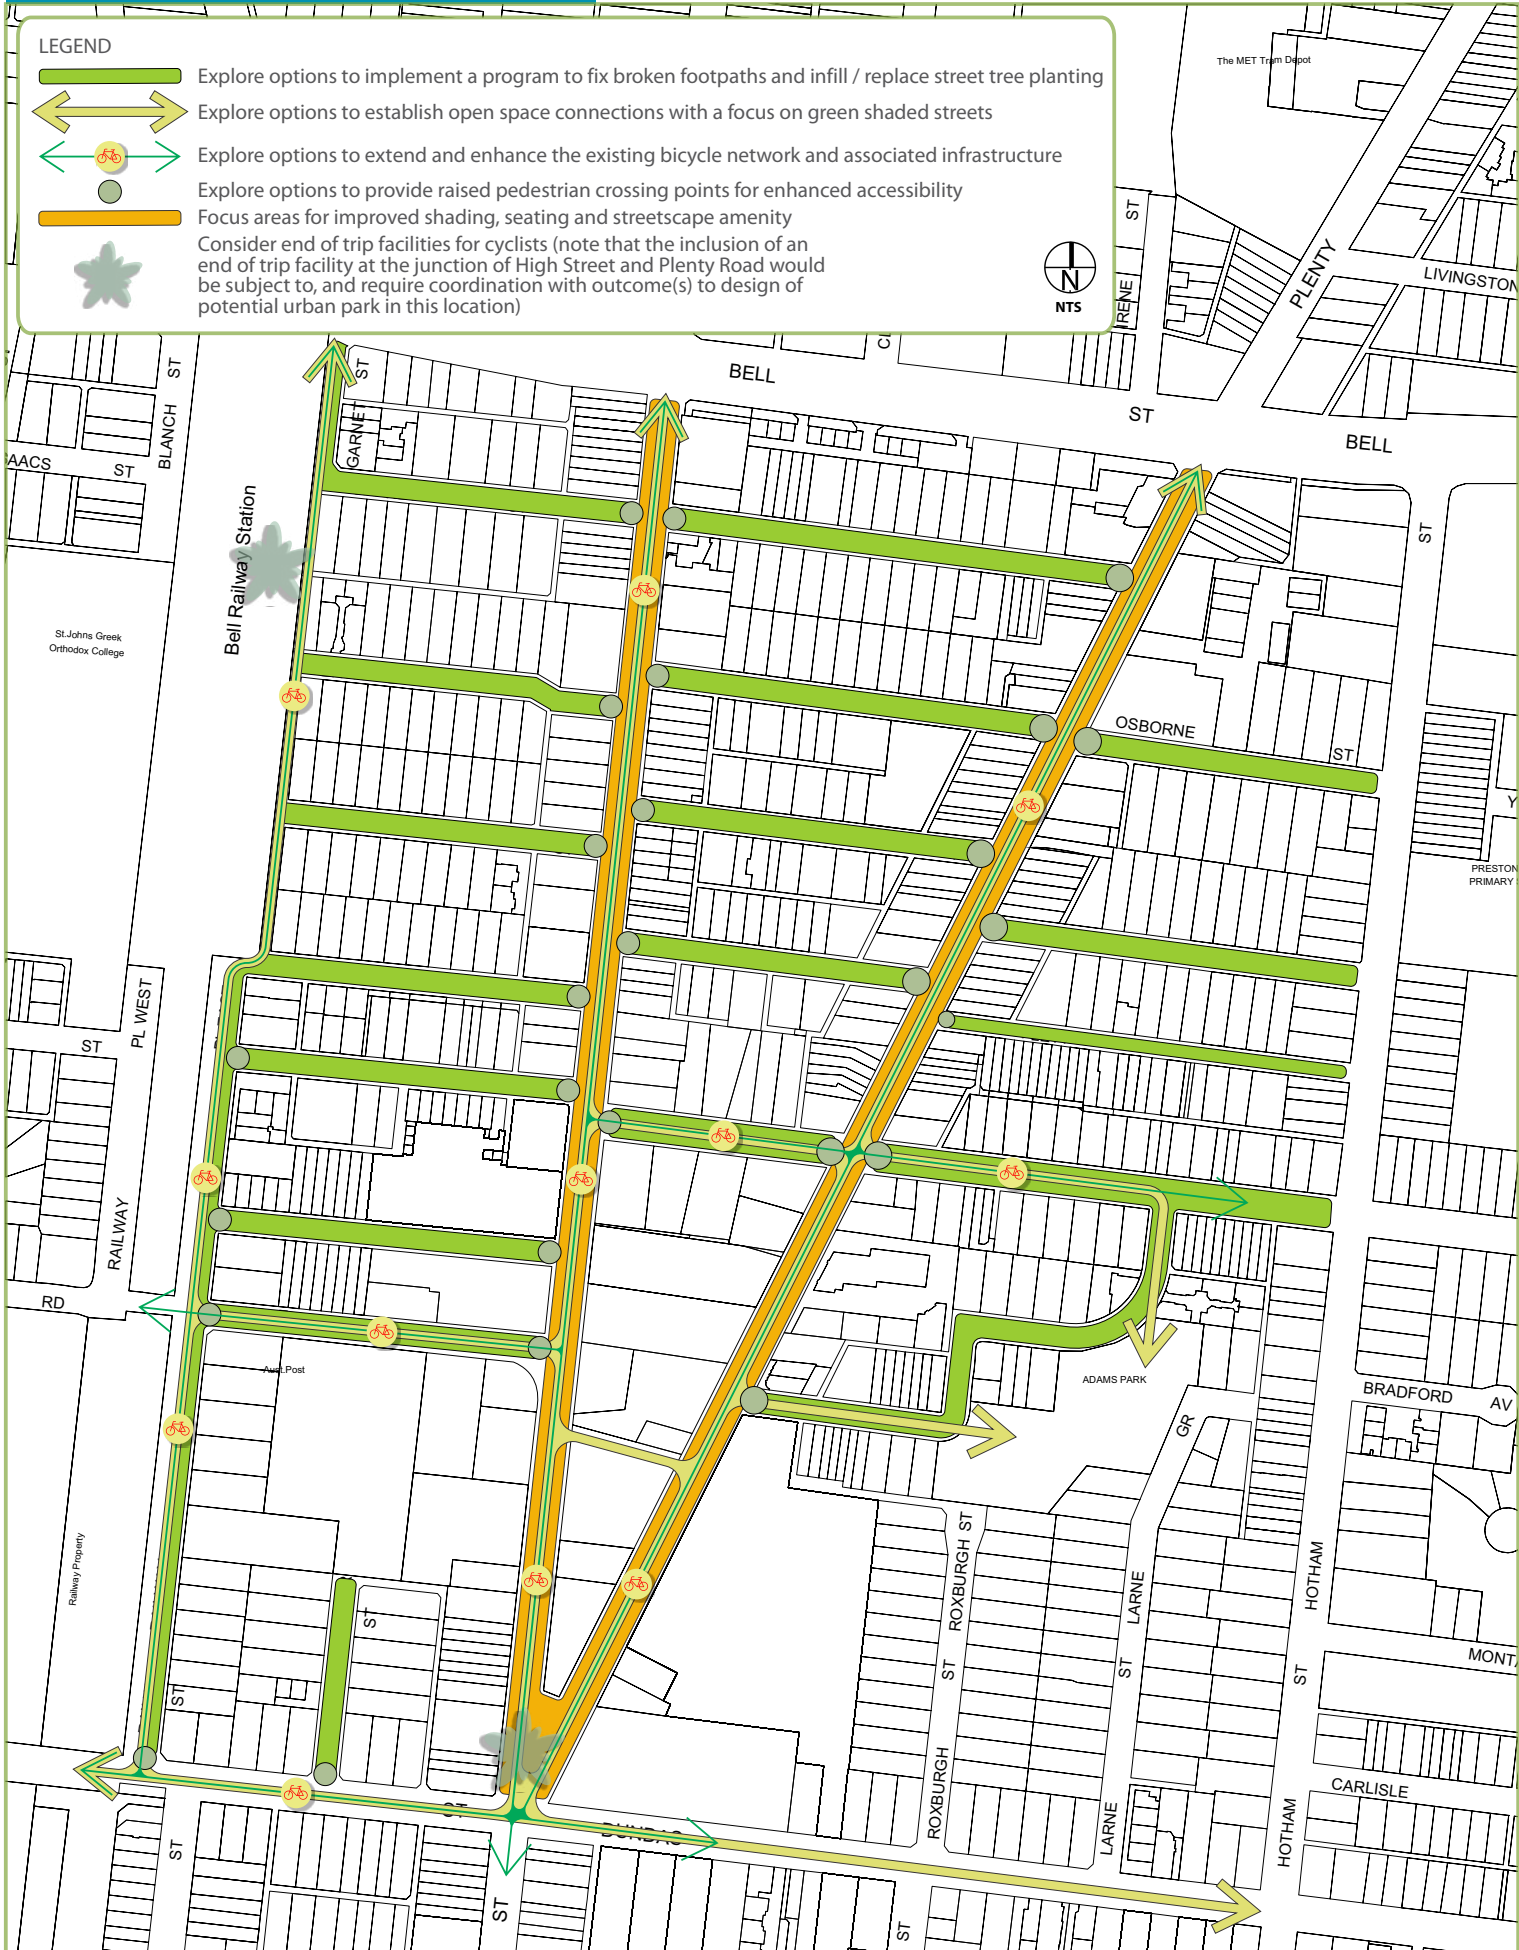 LEGEND
Explore options to implement a program to fix broken footpaths and infill / replace street tree planting
Explore options to establish open space connections with a focus on green shaded streets
Explore options to extend and enhance the existing bicycle network and associated infrastructure
Explore options to provide raised pedestrian crossing points for enhanced accessibility
Focus areas for improved shading, seating and streetscape amenity
Consider end of trip facilities for cyclists (note that the inclusion of an
end of trip facility at the junction of High Street and Plenty Road would
be subject to, and require coordination with outcome(s) to design of
potential urban park in this location)
N
NTS
The MET Tram Depot
ST
IRENE
PLENTY
LIVINGSTON
ST
BLANCH
ST
GARNET
BELL
ST
BELL
AACS
ST
Bell Railway Station
ST
St.Johns Greek
Orthodox College
OSBORNE
ST
Y
PRESTON
PRIMARY
PL WEST
ST
RAILWAY
RD
Aust.Post
ADAMS PARK
BRADFORD
AV
GR
Railway Property
ST
ROXBURGH
ST
LARNE
HOTHAM
ST
ST
ST
ST
ST
MONT
ROXBURGH
LARNE
HOTHAM
CARLISLE
ST
DUNDAS
ST
ST
ST